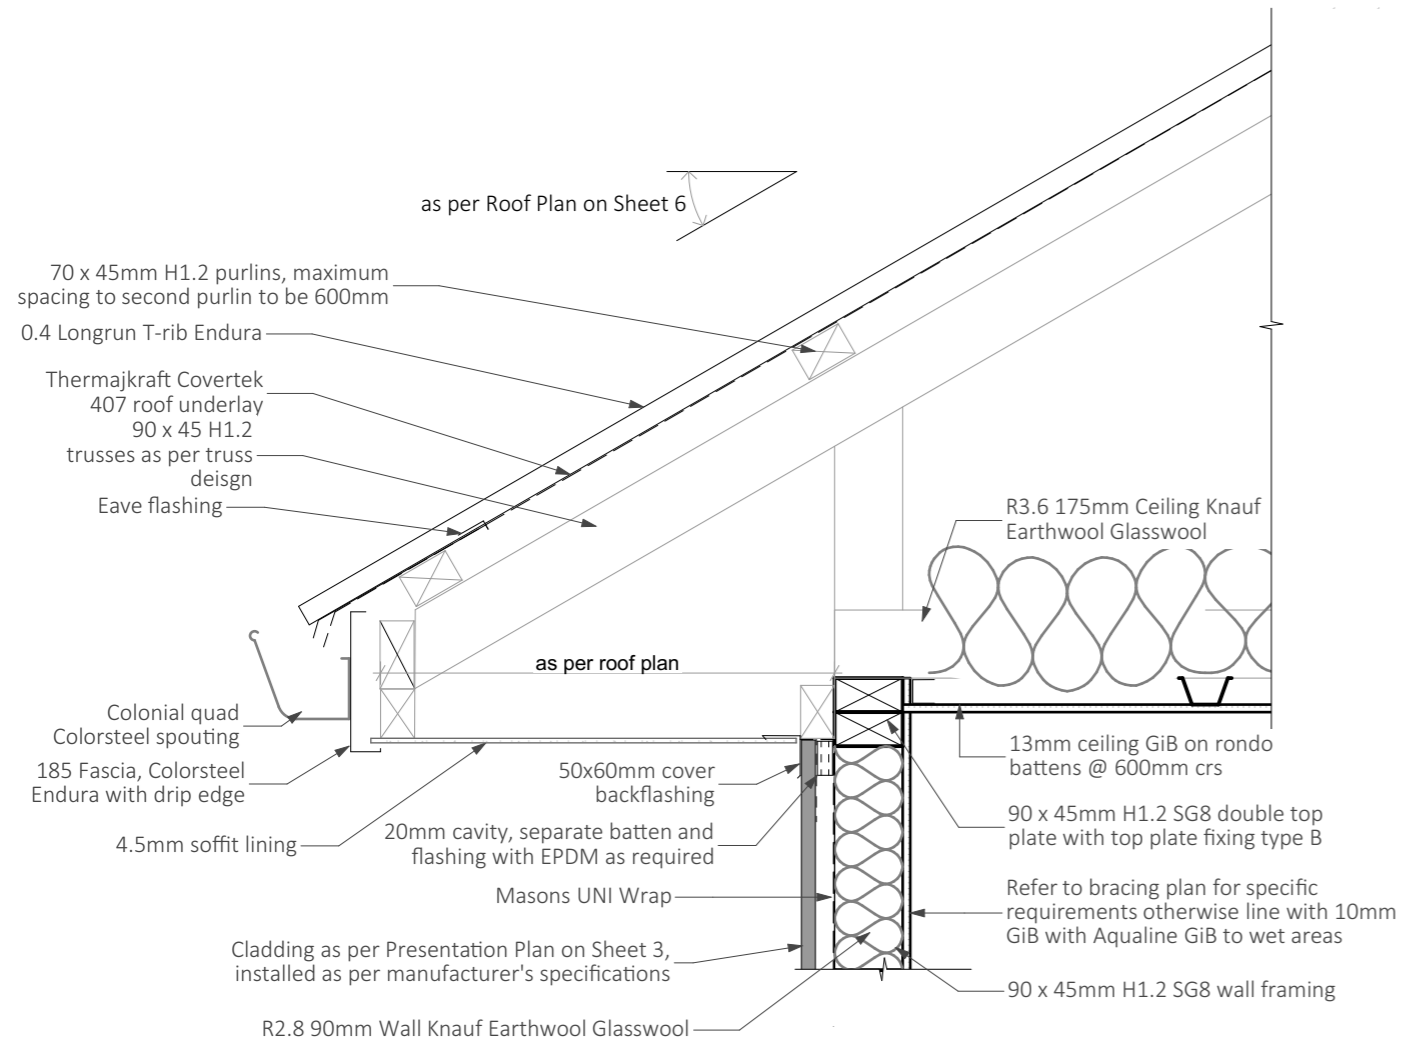 as per Roof Plan on Sheet 6
70 x 45mm H1.2 purlins, maximum
spacing to second purlin to be 600mm
0.4 Longrun T-rib Endura
Thermajkraft Covertek
407 roof underlay
90 x 45 H1.2
trusses as per truss
deisgn
Eave flashing
R3.6 175mm Ceiling Knauf
Earthwool Glasswool
as per roof plan
Colonial quad
Colorsteel spouting
185 Fascia, Colorsteel
Endura with drip edge
4.5mm soffit lining
50x60mm cover
backflashing
20mm cavity, separate batten and
flashing with EPDM as required
Masons UNI Wrap
Cladding as per Presentation Plan on Sheet 3,
installed as per manufacturer's specifications
R2.8 90mm Wall Knauf Earthwool Glasswool
13mm ceiling GiB on rondo
battens @ 600mm crs
90 x 45mm H1.2 SG8 double top
plate with top plate fixing type B
Refer to bracing plan for specific
requirements otherwise line with 10mm
GiB with Aqualine GiB to wet areas
90 x 45mm H1.2 SG8 wall framing